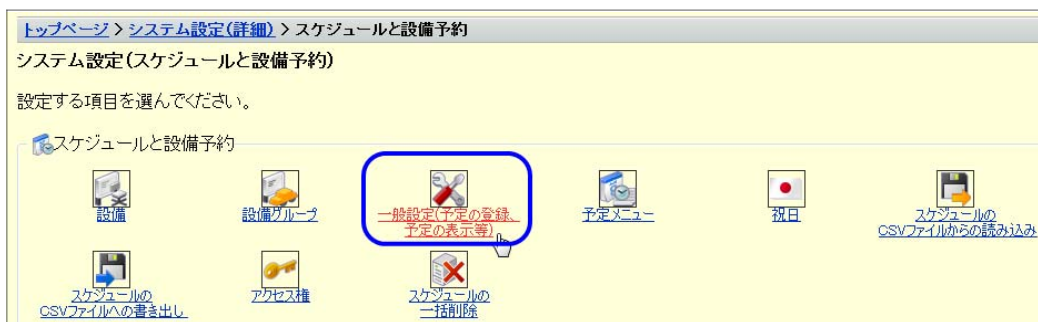 トップページ > システム設定(詳細) > スケジュールと設備予約
システム設定(スケジュールと設備予約)
設定する項目を選んでください。
スケジュールと設備予約
設備
設備グループ
一般設定(予定の登録、
予定の表示等)
予定メニュー
祝日
スケジュールの
CSVファイルからの読み込み
スケジュールの
CSVファイルへの書き出し
アクセス権
スケジュールの
一括削除